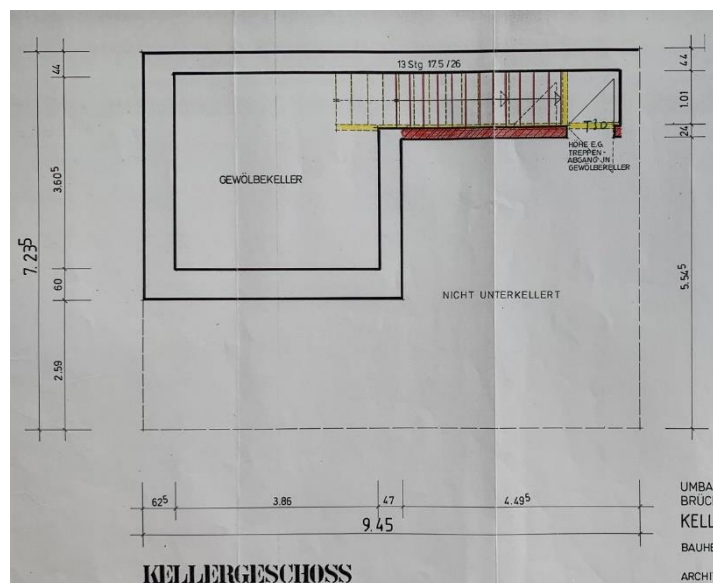 44
13 Stg 17.5 / 26
44
1.01
T30
24
HÖHE E.G.
TREPPEN-
ABGANG IN
GEWÖLBEKELLER
GEWÖLBEKELLER
3.60⁵
7.23⁵
60
NICHT UNTERKELLERT
5.54⁵
2.59
62⁵
3.86
47
4.49⁵
9.45
UMBA
BRÜC
KELL
BAUHE
ARCHI
KELLERGESCHOSS